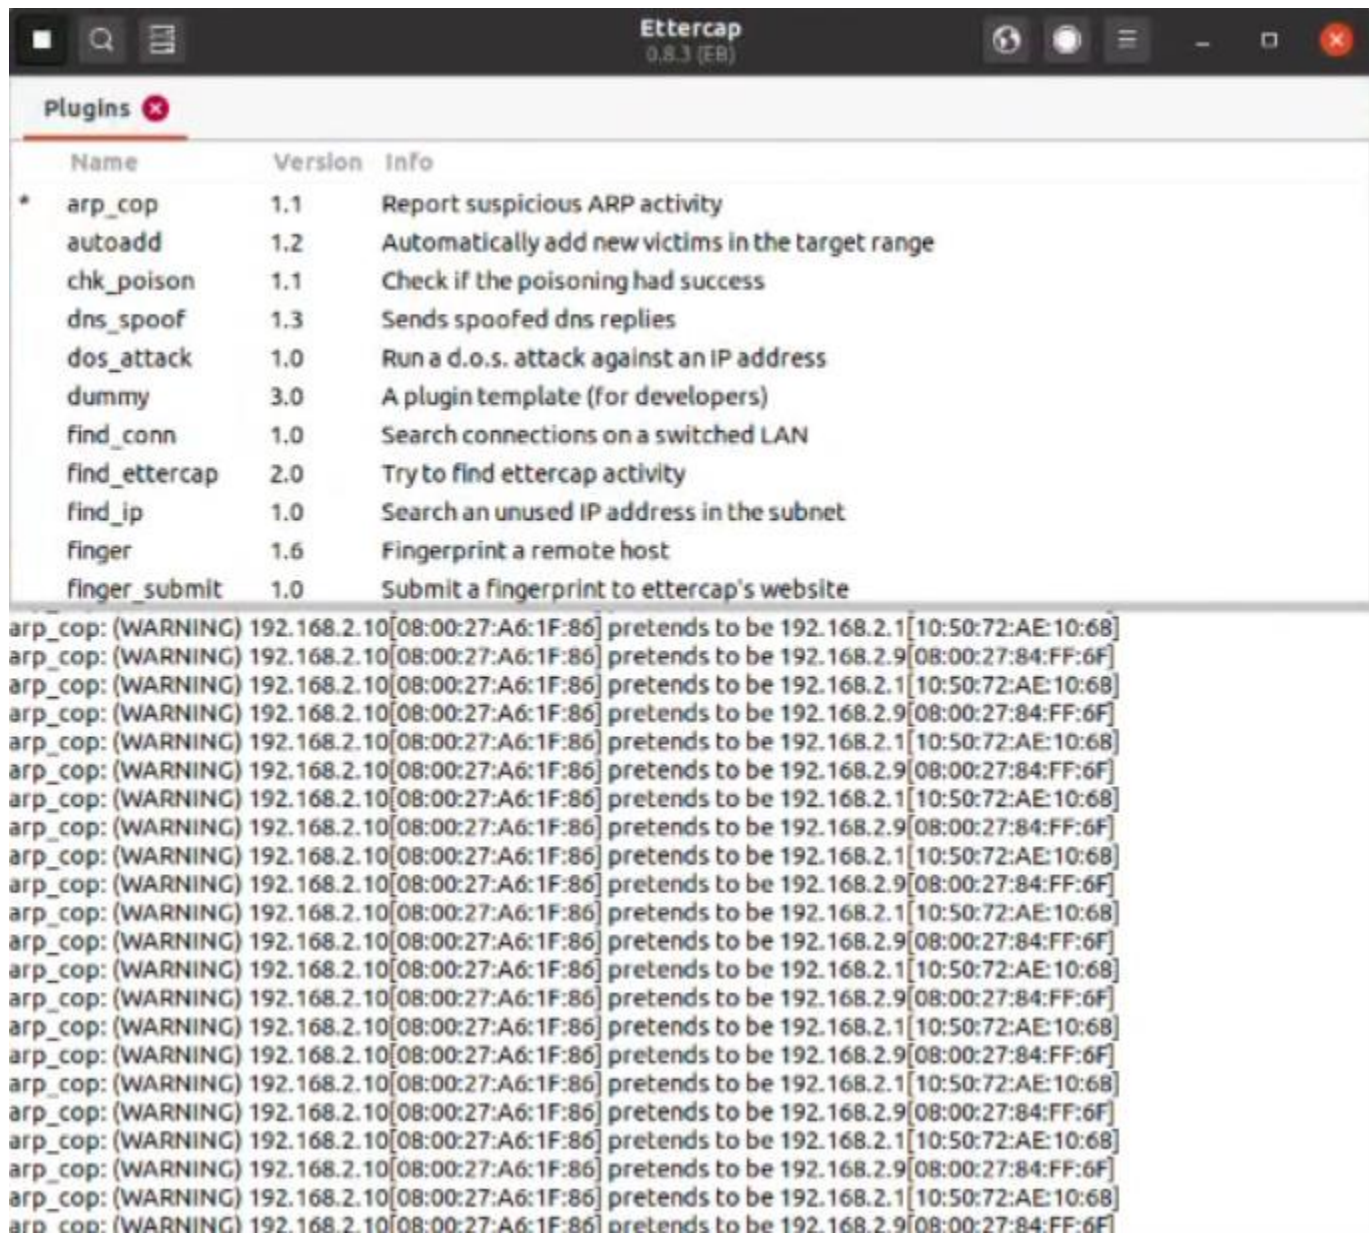 Ettercap
0.8.3 (EB)
Plugins
Name Version Info
* arp_cop 1.1 Report suspicious ARP activity
autoadd 1.2 Automatically add new victims in the target range
chk_poison 1.1 Check if the poisoning had success
dns_spoof 1.3 Sends spoofed dns replies
dos_attack 1.0 Run a d.o.s. attack against an IP address
dummy 3.0 A plugin template (for developers)
find_conn 1.0 Search connections on a switched LAN
find_ettercap 2.0 Try to find ettercap activity
find_ip 1.0 Search an unused IP address in the subnet
finger 1.6 Fingerprint a remote host
finger_submit 1.0 Submit a fingerprint to ettercap's website
arp_cop: (WARNING) 192.168.2.10[08:00:27:A6:1F:86] pretends to be 192.168.2.1[10:50:72:AE:10:68]
arp_cop: (WARNING) 192.168.2.10[08:00:27:A6:1F:86] pretends to be 192.168.2.9[08:00:27:84:FF:6F]
arp_cop: (WARNING) 192.168.2.10[08:00:27:A6:1F:86] pretends to be 192.168.2.1[10:50:72:AE:10:68]
arp_cop: (WARNING) 192.168.2.10[08:00:27:A6:1F:86] pretends to be 192.168.2.9[08:00:27:84:FF:6F]
arp_cop: (WARNING) 192.168.2.10[08:00:27:A6:1F:86] pretends to be 192.168.2.1[10:50:72:AE:10:68]
arp_cop: (WARNING) 192.168.2.10[08:00:27:A6:1F:86] pretends to be 192.168.2.9[08:00:27:84:FF:6F]
arp_cop: (WARNING) 192.168.2.10[08:00:27:A6:1F:86] pretends to be 192.168.2.1[10:50:72:AE:10:68]
arp_cop: (WARNING) 192.168.2.10[08:00:27:A6:1F:86] pretends to be 192.168.2.9[08:00:27:84:FF:6F]
arp_cop: (WARNING) 192.168.2.10[08:00:27:A6:1F:86] pretends to be 192.168.2.1[10:50:72:AE:10:68]
arp_cop: (WARNING) 192.168.2.10[08:00:27:A6:1F:86] pretends to be 192.168.2.9[08:00:27:84:FF:6F]
arp_cop: (WARNING) 192.168.2.10[08:00:27:A6:1F:86] pretends to be 192.168.2.1[10:50:72:AE:10:68]
arp_cop: (WARNING) 192.168.2.10[08:00:27:A6:1F:86] pretends to be 192.168.2.9[08:00:27:84:FF:6F]
arp_cop: (WARNING) 192.168.2.10[08:00:27:A6:1F:86] pretends to be 192.168.2.1[10:50:72:AE:10:68]
arp_cop: (WARNING) 192.168.2.10[08:00:27:A6:1F:86] pretends to be 192.168.2.9[08:00:27:84:FF:6F]
arp_cop: (WARNING) 192.168.2.10[08:00:27:A6:1F:86] pretends to be 192.168.2.1[10:50:72:AE:10:68]
arp_cop: (WARNING) 192.168.2.10[08:00:27:A6:1F:86] pretends to be 192.168.2.9[08:00:27:84:FF:6F]
arp_cop: (WARNING) 192.168.2.10[08:00:27:A6:1F:86] pretends to be 192.168.2.1[10:50:72:AE:10:68]
arp_cop: (WARNING) 192.168.2.10[08:00:27:A6:1F:86] pretends to be 192.168.2.9[08:00:27:84:FF:6F]
arp_cop: (WARNING) 192.168.2.10[08:00:27:A6:1F:86] pretends to be 192.168.2.1[10:50:72:AE:10:68]
arp_cop: (WARNING) 192.168.2.10[08:00:27:A6:1F:86] pretends to be 192.168.2.9[08:00:27:84:FF:6F]
arp_cop: (WARNING) 192.168.2.10[08:00:27:A6:1F:86] pretends to be 192.168.2.1[10:50:72:AE:10:68]
arp_cop: (WARNING) 192.168.2.10[08:00:27:A6:1F:86] pretends to be 192.168.2.9[08:00:27:84:FF:6F]